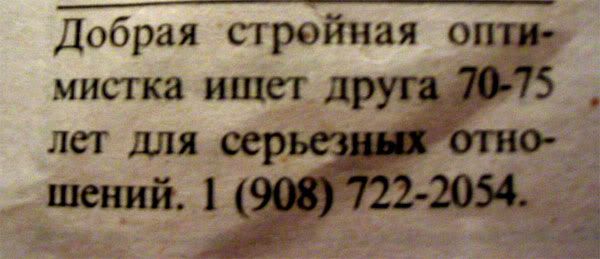 Добрая стройная опти-
мистка ищет друга 70-75
лет для серьезных отно-
шений. 1 (908) 722-2054.